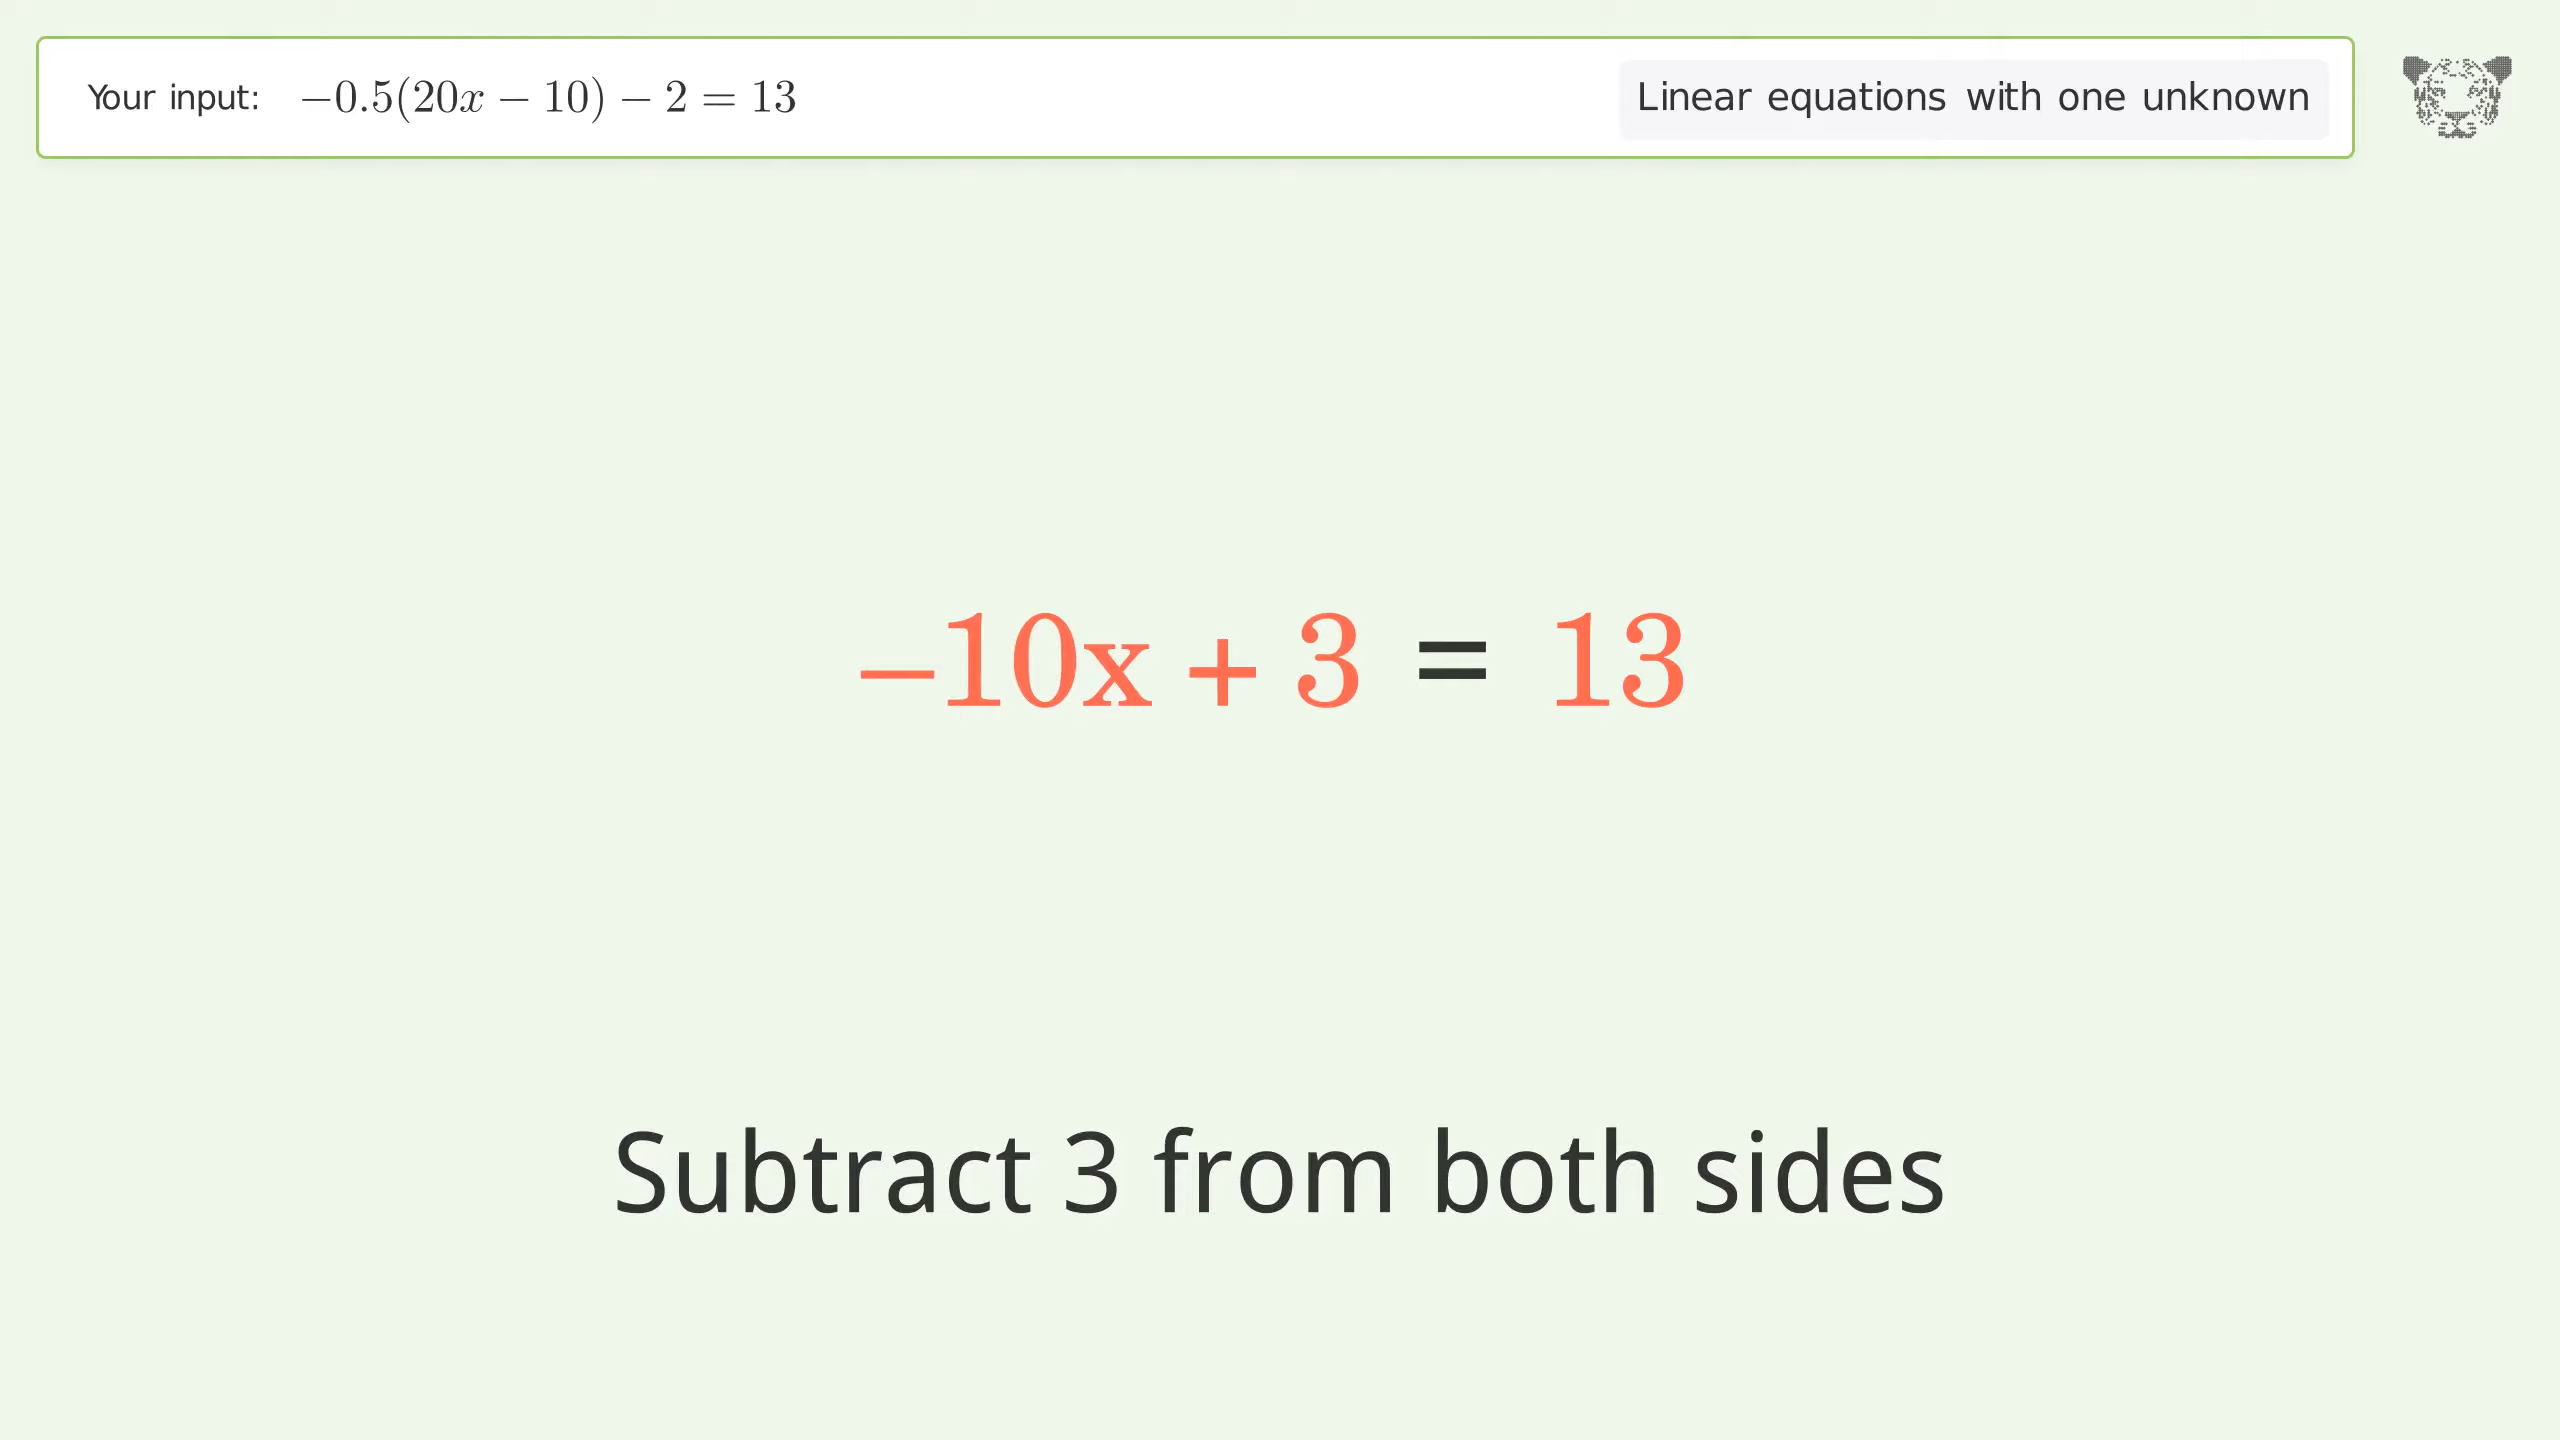 Your input: −0.5(20x − 10) − 2 = 13
Linear equations with one unknown
−10x + 3 = 13
Subtract 3 from both sides